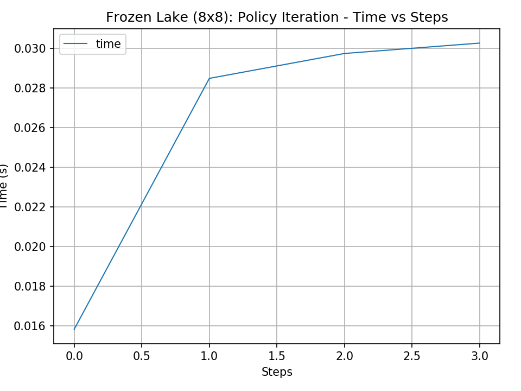 Frozen Lake (8x8): Policy Iteration - Time vs Steps
time
0.030
0.028
0.026
0.024
0.022
0.020
0.018
0.016
Time (s)
0.0 0.5 1.0 1.5 2.0 2.5 3.0
Steps